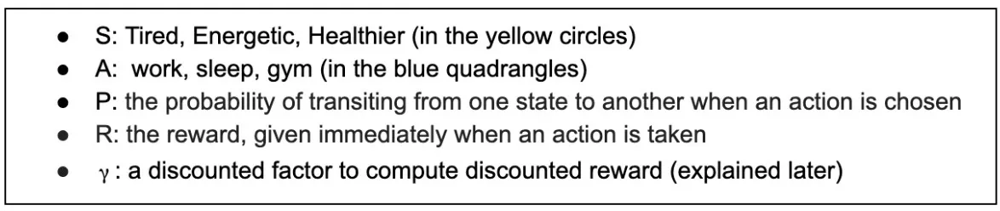 ● S: Tired, Energetic, Healthier (in the yellow circles)
● A: work, sleep, gym (in the blue quadrangles)
● P: the probability of transiting from one state to another when an action is chosen
● R: the reward, given immediately when an action is taken
● γ : a discounted factor to compute discounted reward (explained later)